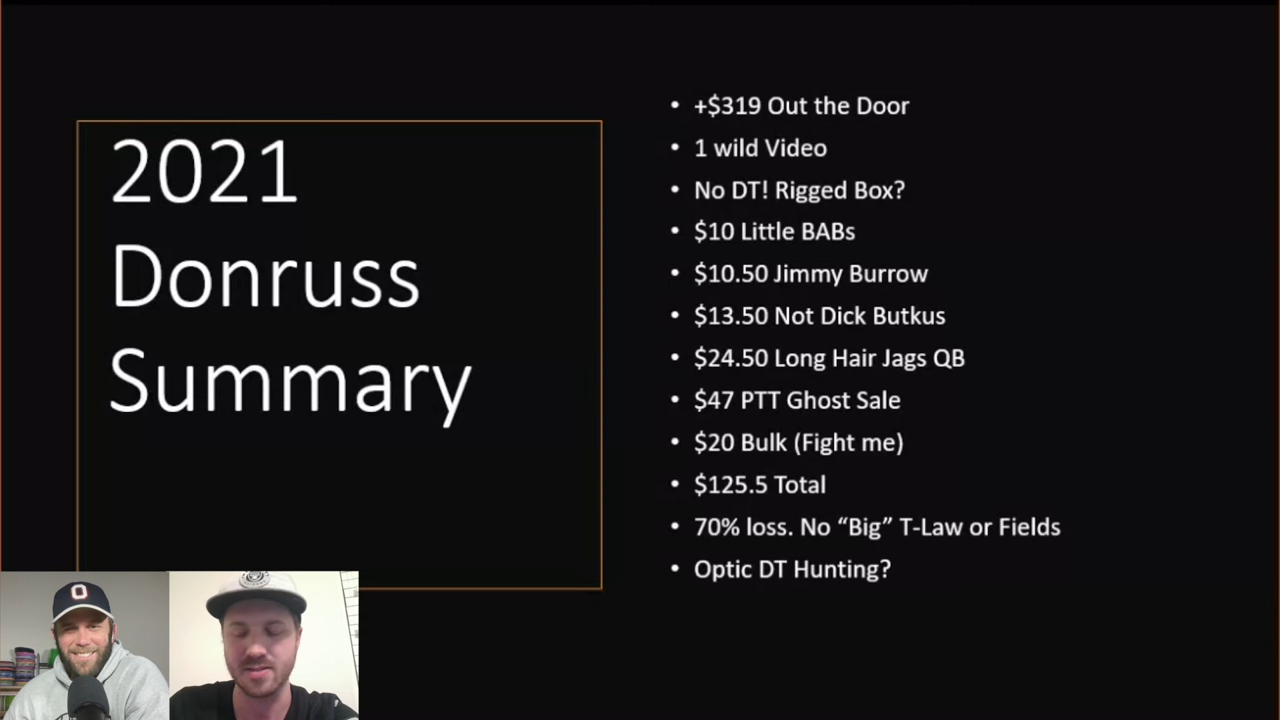 2021
Donruss
Summary
• +$319 Out the Door
• 1 wild Video
• No DT! Rigged Box?
• $10 Little BABs
• $10.50 Jimmy Burrow
• $13.50 Not Dick Butkus
• $24.50 Long Hair Jags QB
• $47 PTT Ghost Sale
• $20 Bulk (Fight me)
• $125.5 Total
• 70% loss. No “Big” T-Law or Fields
• Optic DT Hunting?
O